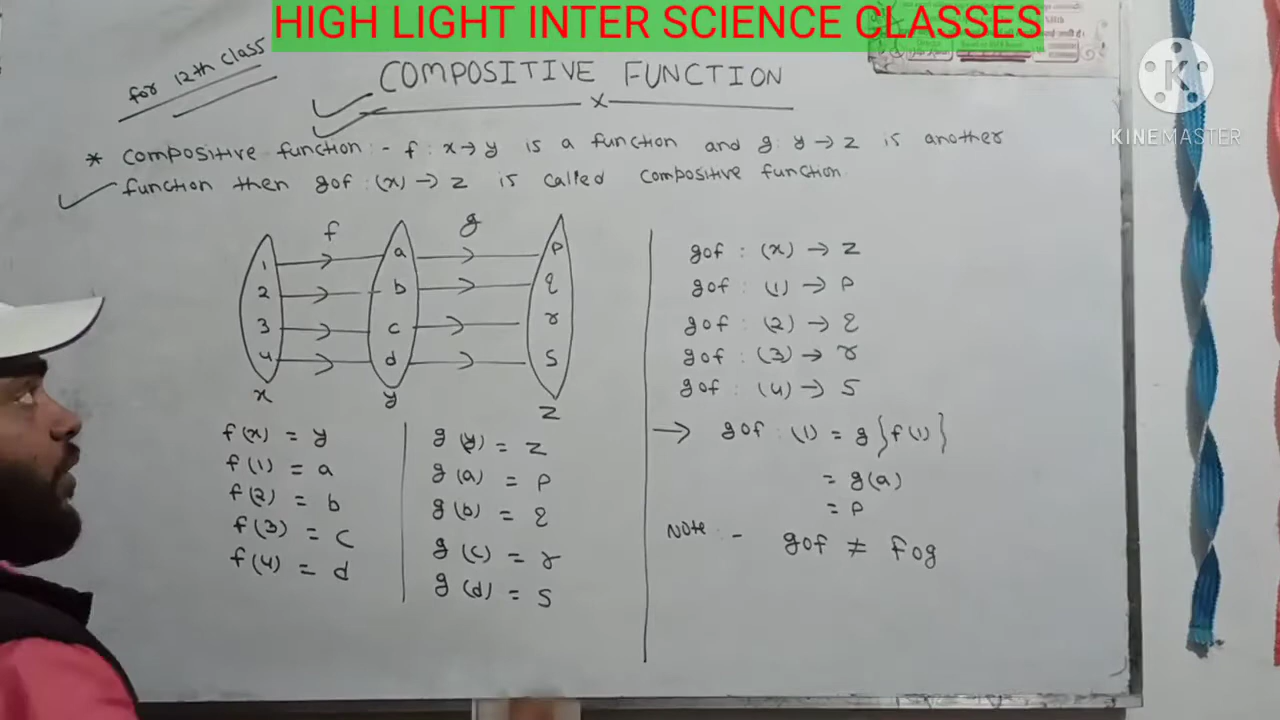 HIGH LIGHT INTER SCIENCE CLASSES
for 12th class
COMPOSITIVE FUNCTION
x
KINEMASTER
* compositive function :- f : x → y is a function and g : y → z is another
function then gof : (x) → z is called compositive function
f g
1 a p
2 b q
3 c r
4 d s
x y z
f(x) = y
f(1) = a
f(2) = b
f(3) = c
f(4) = d
g(y) = z
g(a) = p
g(b) = q
g(c) = r
g(d) = s
gof : (x) → z
gof : (1) → p
gof : (2) → q
gof : (3) → r
gof : (4) → s
→ gof : (1) = g{f(1)}
= g(a)
= p
Note :- gof ≠ fog